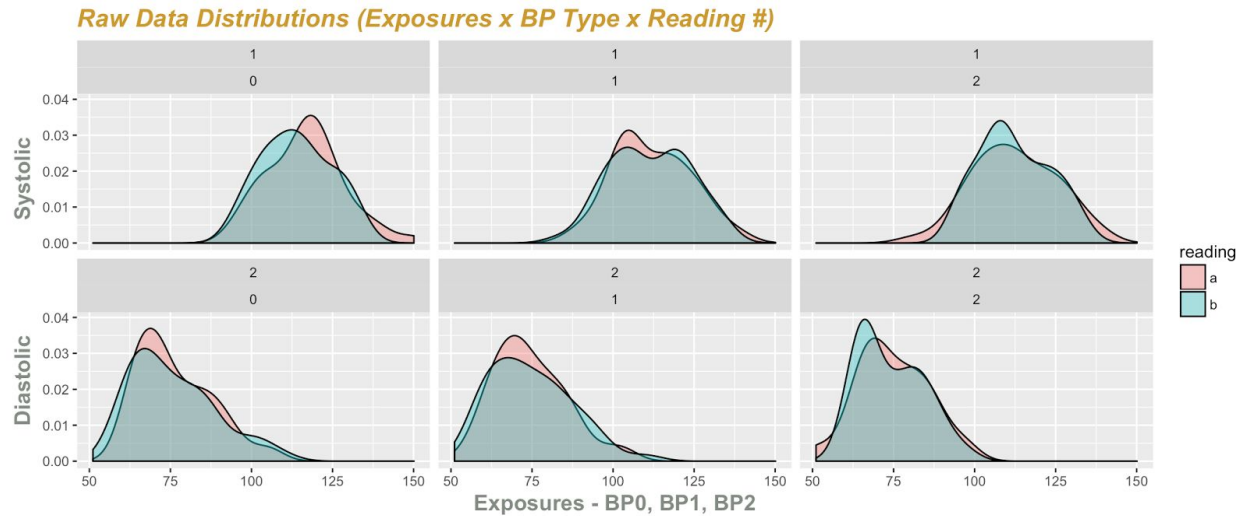 Raw Data Distributions (Exposures x BP Type x Reading #)
1 1 1
0 1 2
0.04
0.03
0.02
0.01
0.00
Systolic
2 2 2
0 1 2
0.04
0.03
0.02
0.01
0.00
Diastolic
50 75 100 125 150 50 75 100 125 150 50 75 100 125 150
Exposures - BP0, BP1, BP2
reading
a
b